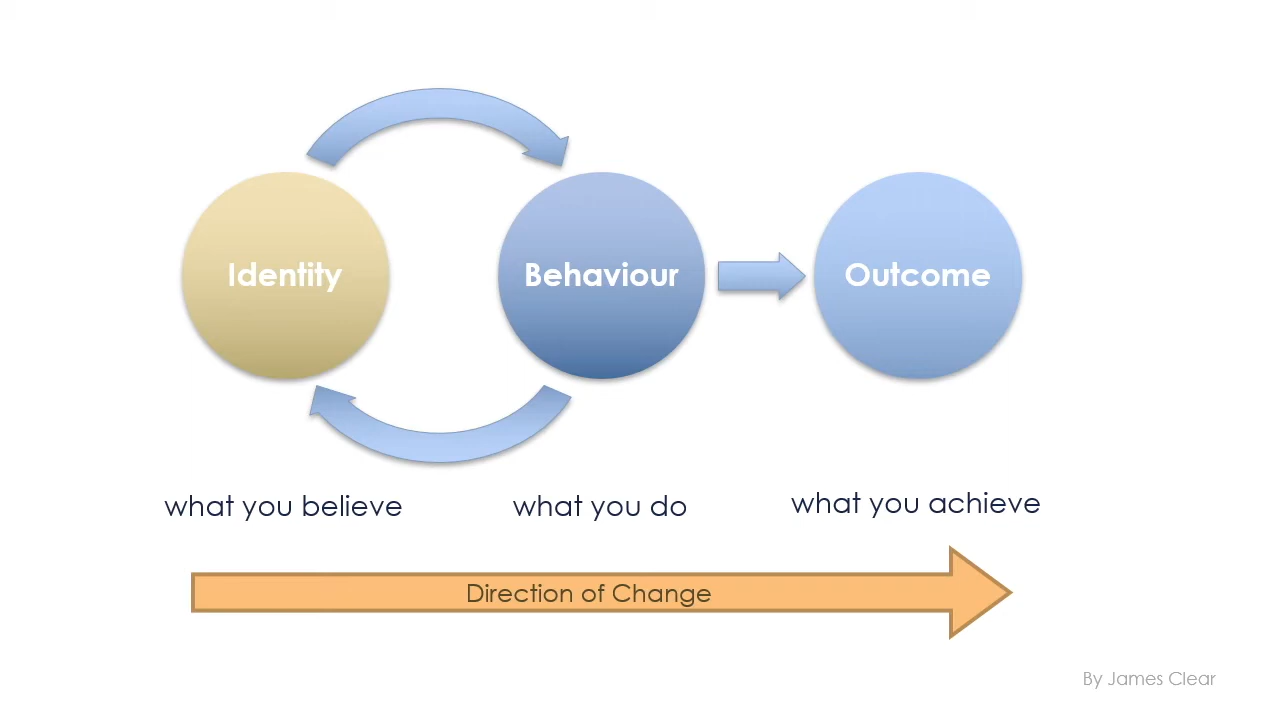 Identity
Behaviour
Outcome
what you believe
what you do
what you achieve
Direction of Change
By James Clear